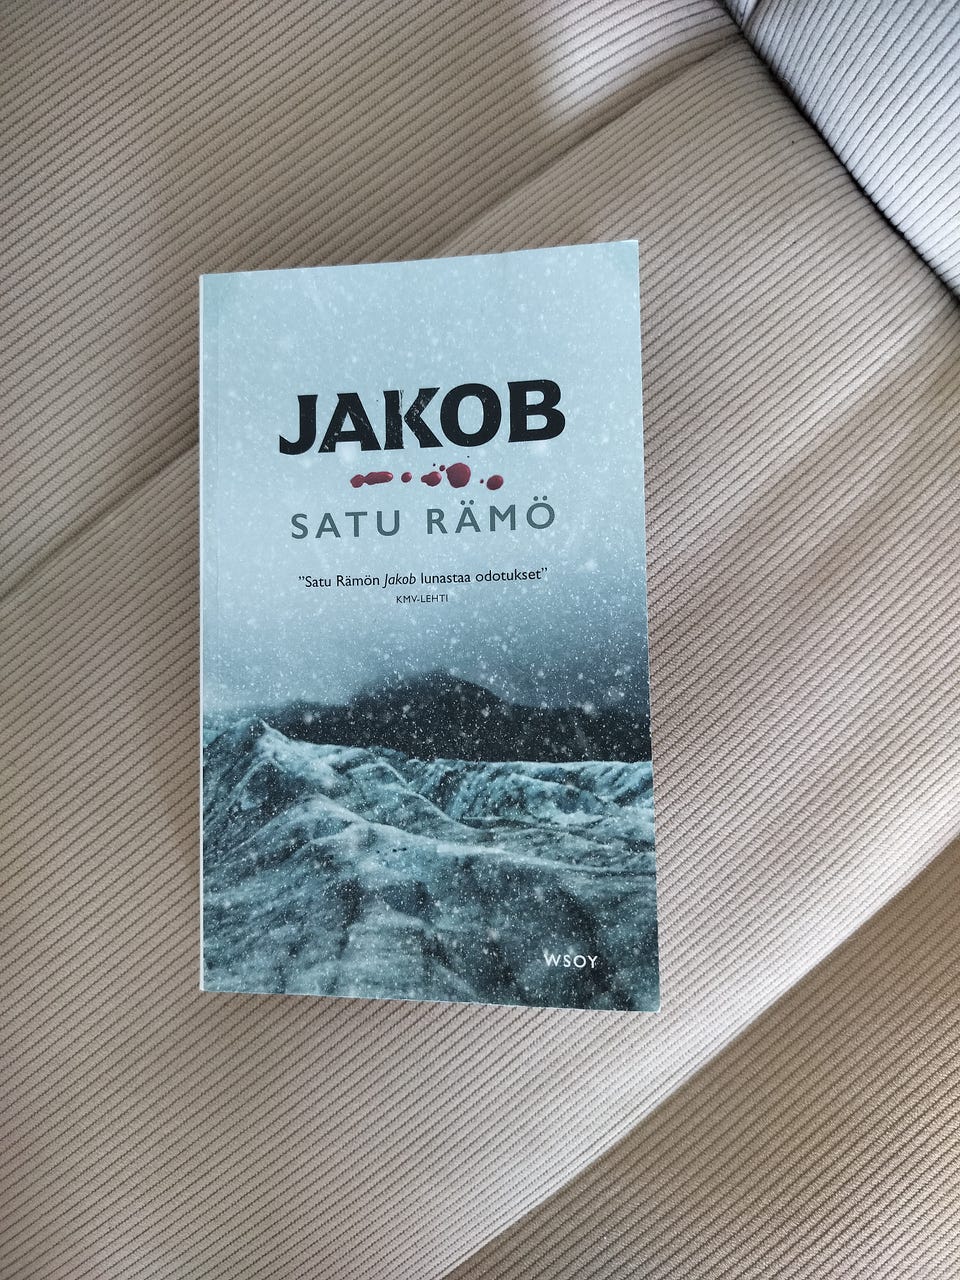 JAKOB
SATU RÄMÖ
”Satu Rämön Jakob lunastaa odotukset”
KMV-LEHTI
WSOY